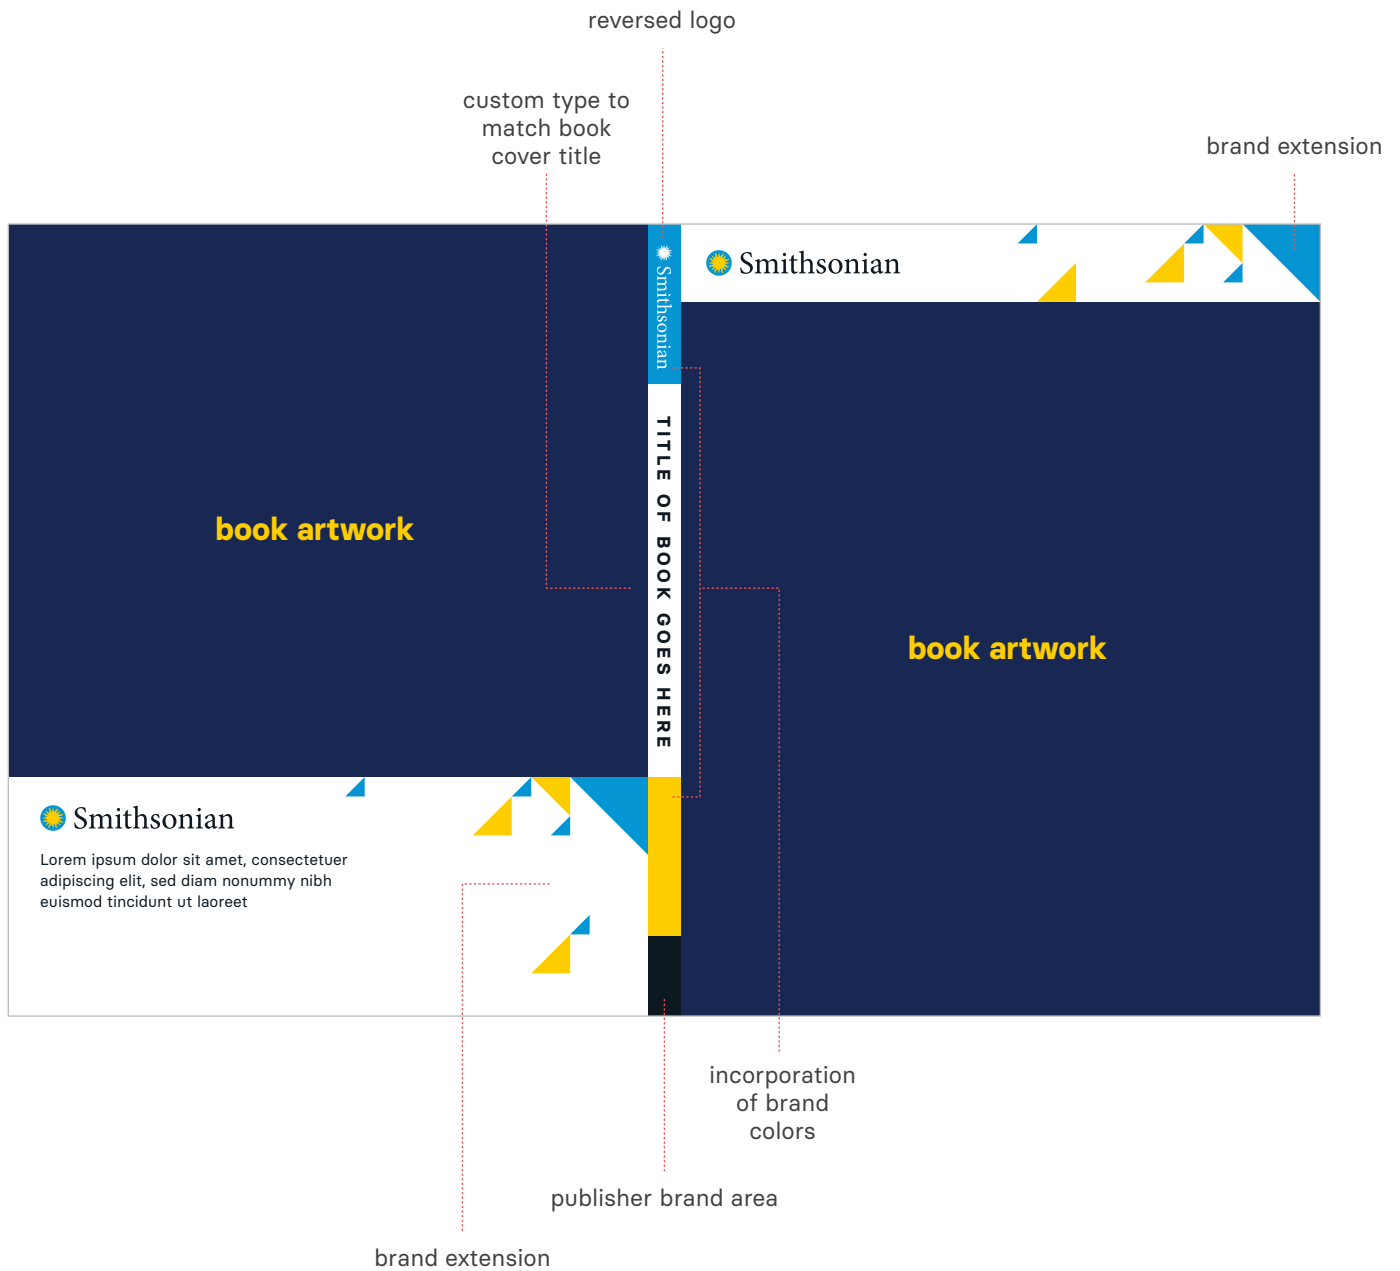 reversed logo
custom type to
match book
cover title
brand extension
Smithsonian
Smithsonian
TITLE OF BOOK GOES HERE
book artwork
book artwork
Smithsonian
Lorem ipsum dolor sit amet, consectetuer
adipiscing elit, sed diam nonummy nibh
euismod tincidunt ut laoreet
incorporation
of brand
colors
publisher brand area
brand extension